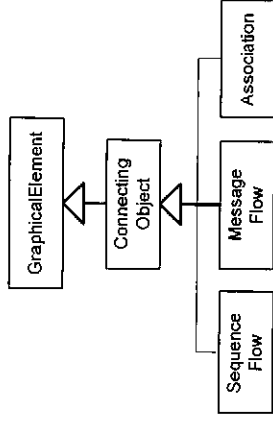 GraphicalElement
Connecting
Object
Sequence
Flow
Message
Flow
Association